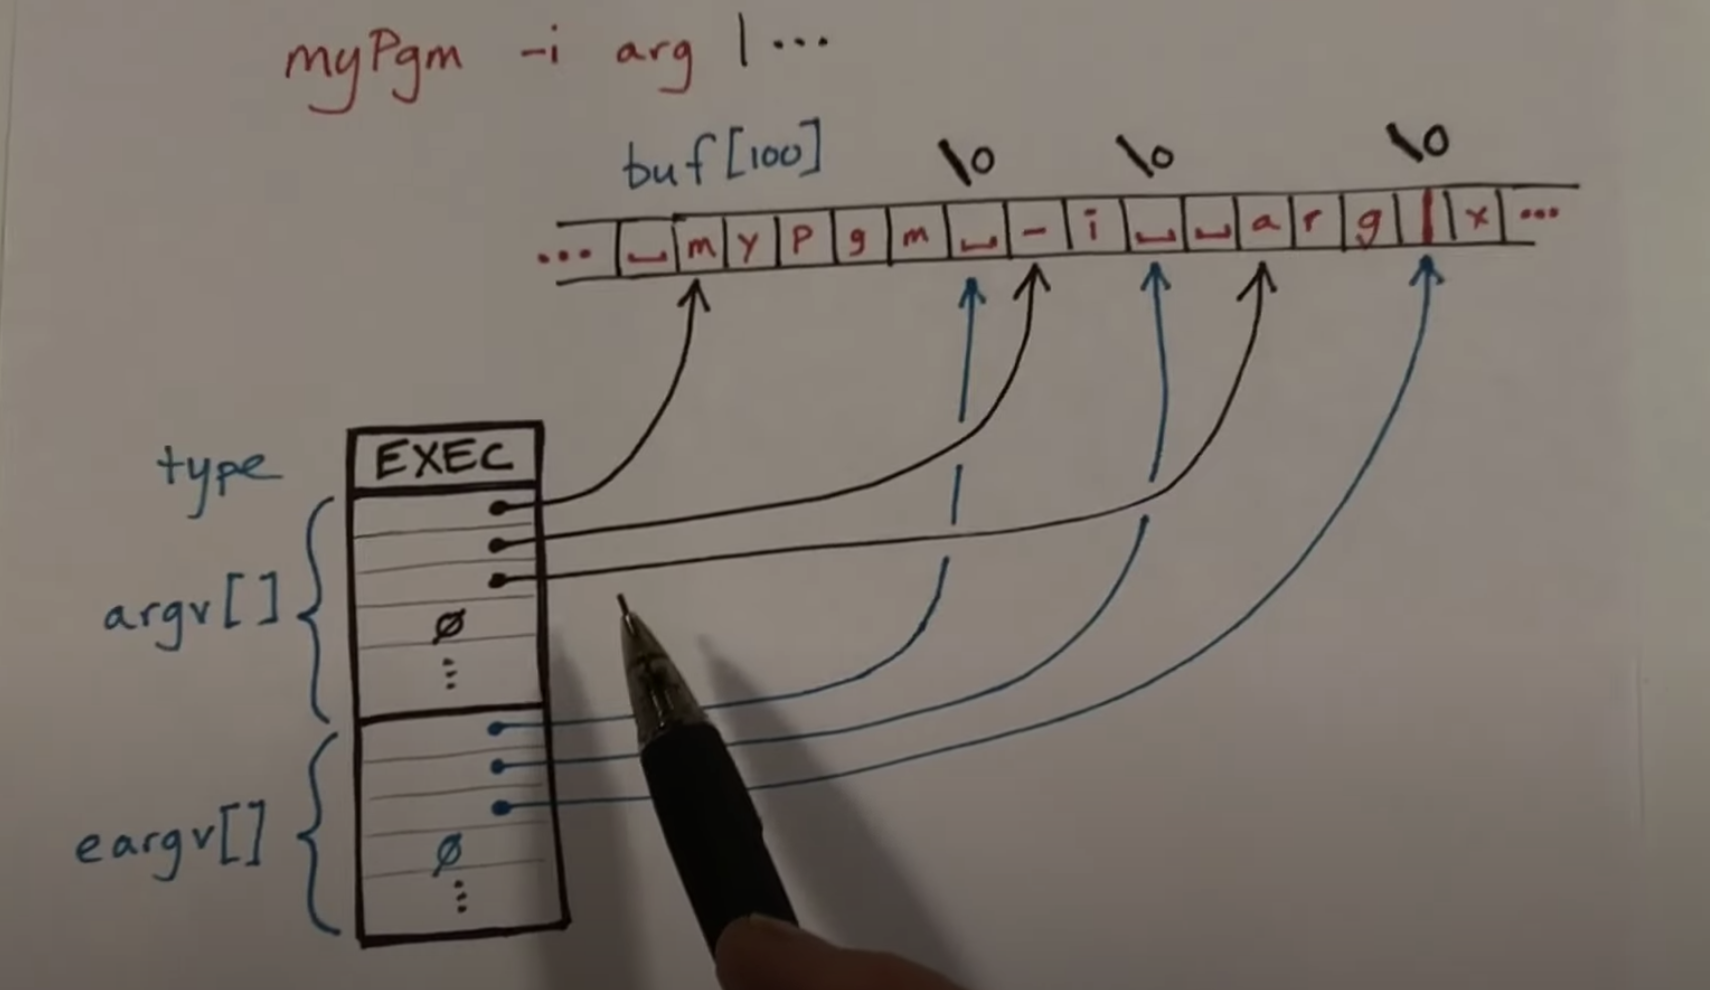 myPgm -i arg | ...
buf[100]
\0 \0 \0
... ␣ m y P g m ␣ - i ␣ ␣ a r g | x ...
type
EXEC
argv[]
ø
⋮
eargv[]
ø
⋮